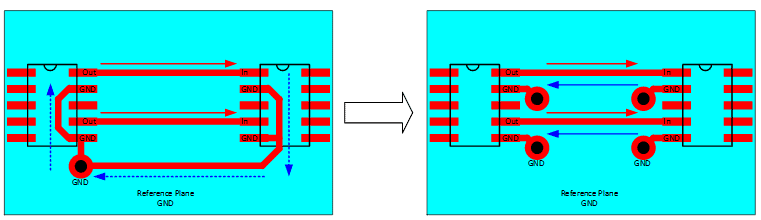 Out
In
GND
GND
Out
In
GND
GND
GND
Reference Plane
GND
Out
In
GND
GND
Out
In
GND
GND
GND
GND
Reference Plane
GND